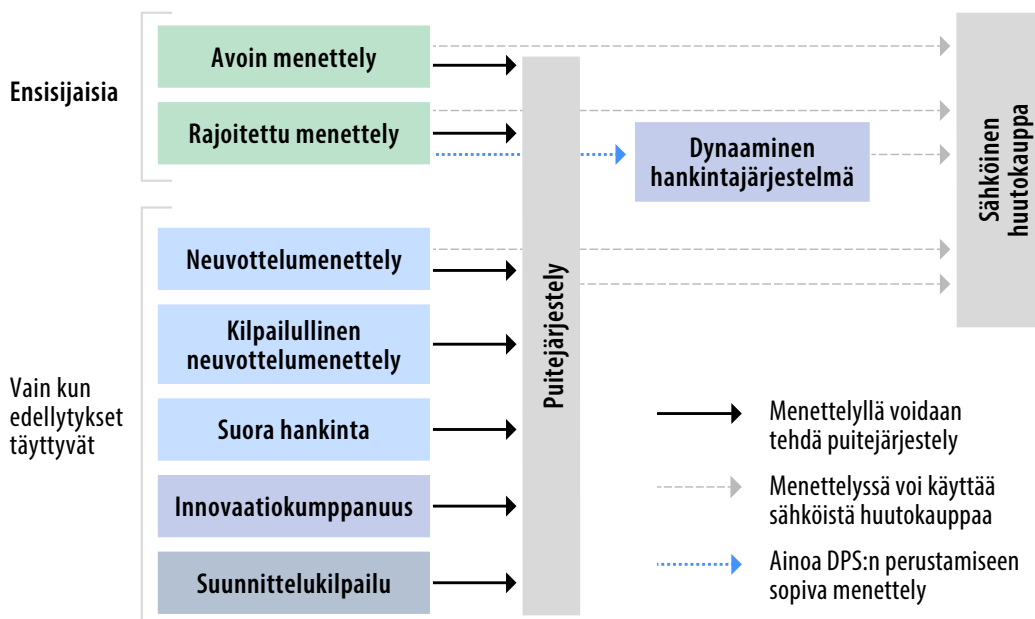 Ensisijaisia
Avoin menettely
Rajoitettu menettely
Dynaaminen
hankintajärjestelmä
Sähköinen
huutokauppa
Puitejärjestely
Vain kun
edellytykset
täyttyvät
Neuvottelumenettely
Kilpailullinen
neuvottelumenettely
Suora hankinta
Innovaatiokumppanuus
Suunnittelukilpailu
Menettelyllä voidaan
tehdä puitejärjestely
Menettelyssä voi käyttää
sähköistä huutokauppaa
Ainoa DPS:n perustamiseen
sopiva menettely